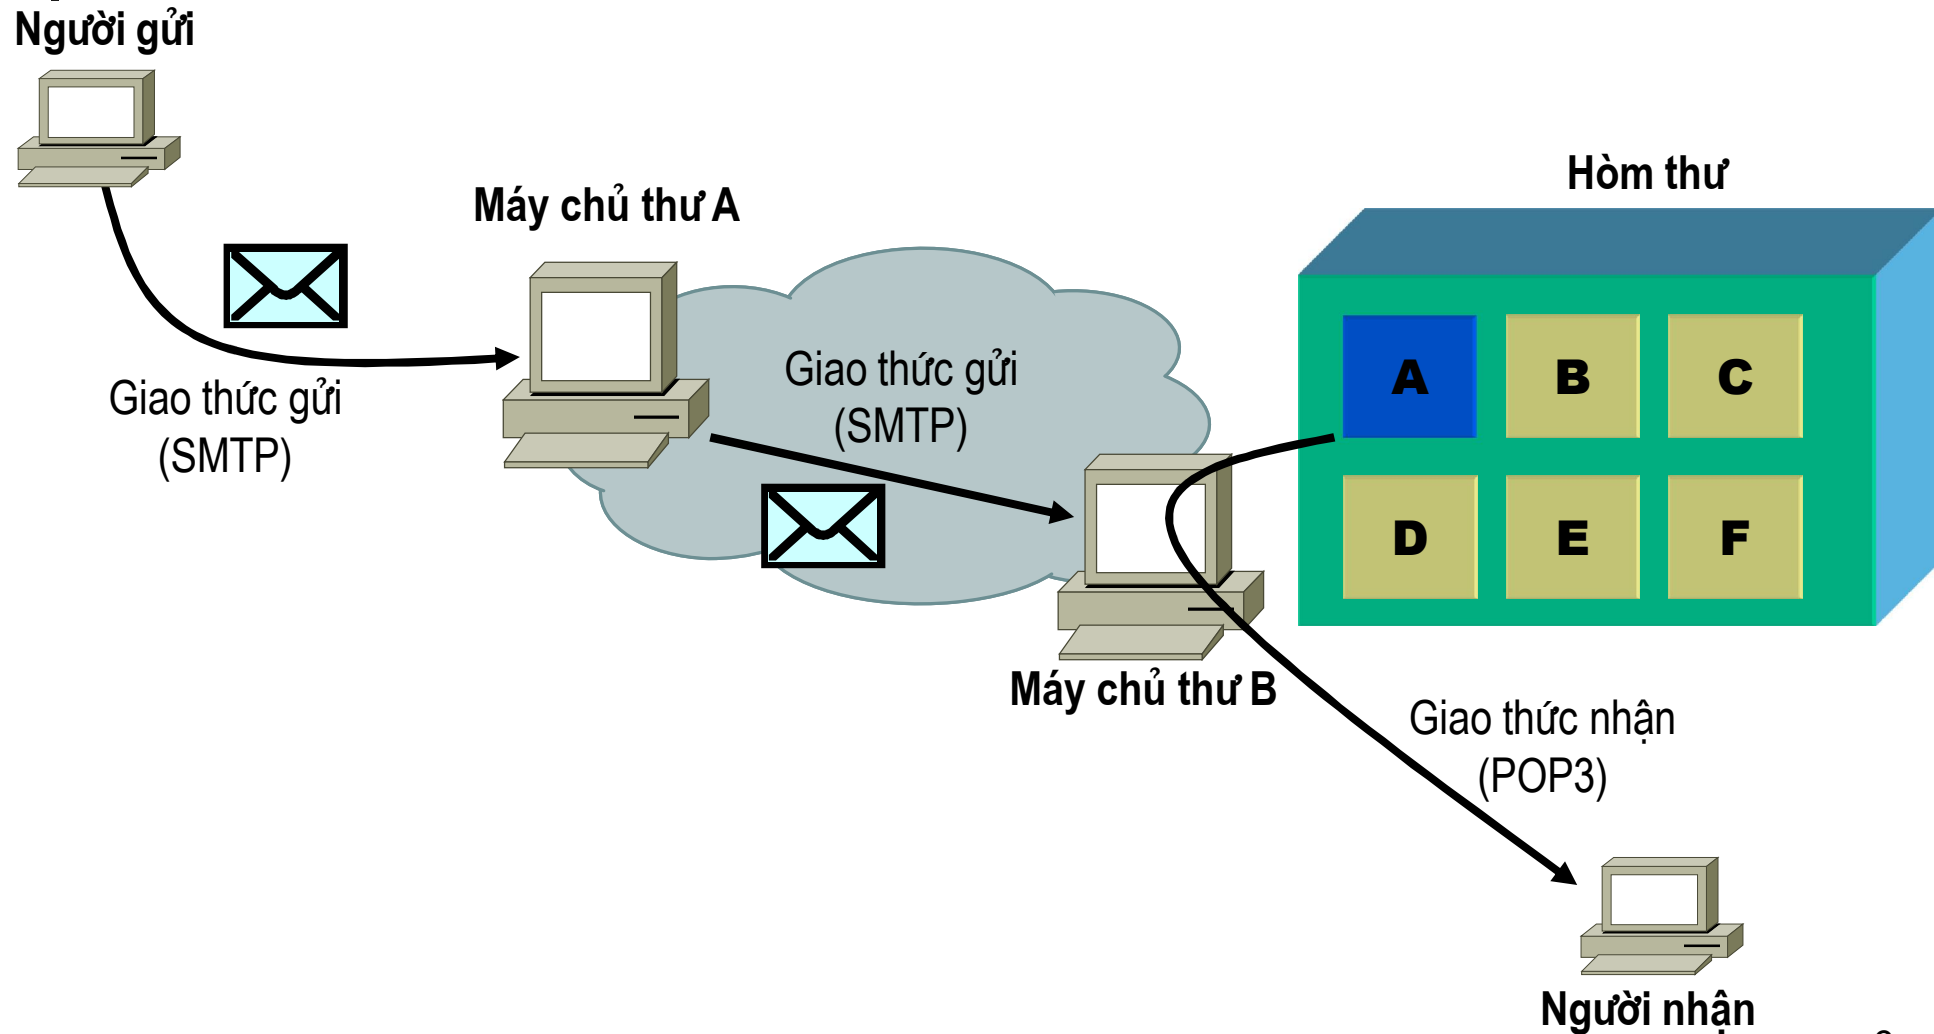 Người gửi
Máy chủ thư A
Hòm thư
Giao thức gửi
(SMTP)
Giao thức gửi
(SMTP)
A B C
D E F
Máy chủ thư B
Giao thức nhận
(POP3)
Người nhận